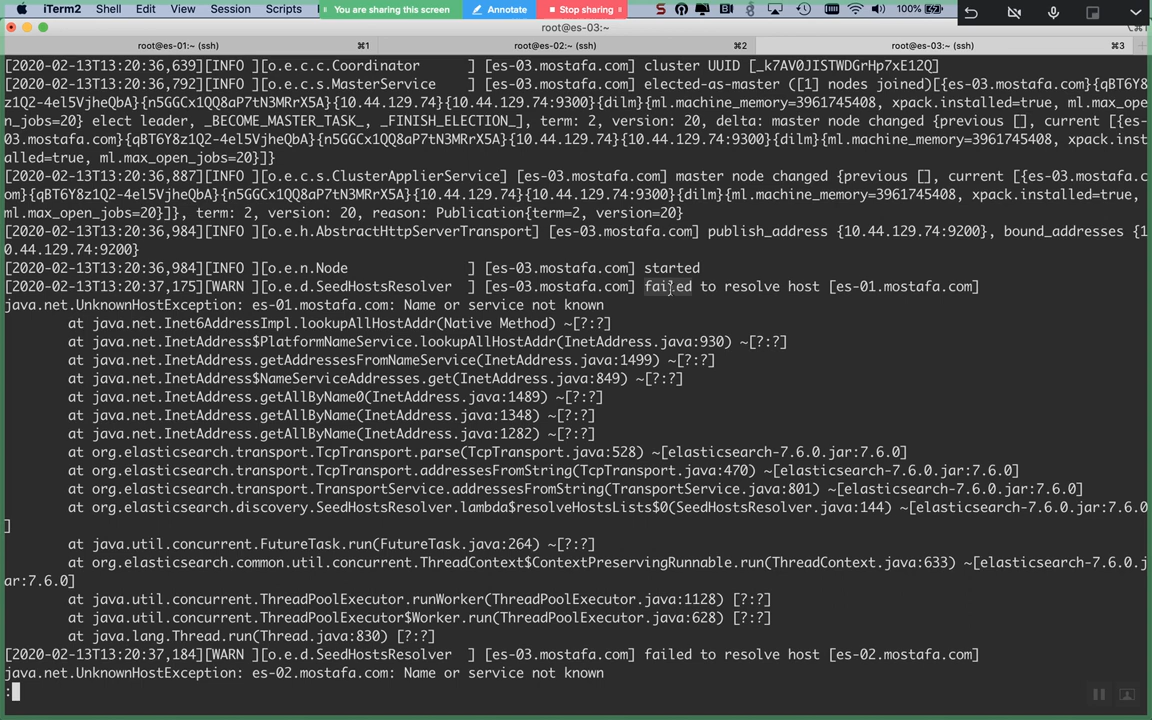 iTerm2 Shell Edit View Session Scripts You are sharing this screen Annotate Stop sharing 100%
root@es-03:~
root@es-01:~ (ssh) ⌘1 root@es-02:~ (ssh) ⌘2 root@es-03:~ (ssh) ⌘3
[2020-02-13T13:20:36,639][INFO ][o.e.c.c.Coordinator      ] [es-03.mostafa.com] cluster UUID [_k7AV0JISTWDGrHp7xE12Q]
[2020-02-13T13:20:36,792][INFO ][o.e.c.s.MasterService    ] [es-03.mostafa.com] elected-as-master ([1] nodes joined)[{es-03.mostafa.com}{qBT6Y8
z1Q2-4el5VjheQbA}{n5GGCx1QQ8aP7tN3MRrX5A}{10.44.129.74}{10.44.129.74:9300}{dilm}{ml.machine_memory=3961745408, xpack.installed=true, ml.max_ope
n_jobs=20} elect leader, _BECOME_MASTER_TASK_, _FINISH_ELECTION_], term: 2, version: 20, delta: master node changed {previous [], current [{es-
03.mostafa.com}{qBT6Y8z1Q2-4el5VjheQbA}{n5GGCx1QQ8aP7tN3MRrX5A}{10.44.129.74}{10.44.129.74:9300}{dilm}{ml.machine_memory=3961745408, xpack.inst
alled=true, ml.max_open_jobs=20}]}
[2020-02-13T13:20:36,887][INFO ][o.e.c.s.ClusterApplierService] [es-03.mostafa.com] master node changed {previous [], current [{es-03.mostafa.c
om}{qBT6Y8z1Q2-4el5VjheQbA}{n5GGCx1QQ8aP7tN3MRrX5A}{10.44.129.74}{10.44.129.74:9300}{dilm}{ml.machine_memory=3961745408, xpack.installed=true, 
ml.max_open_jobs=20}]}, term: 2, version: 20, reason: Publication{term=2, version=20}
[2020-02-13T13:20:36,984][INFO ][o.e.h.AbstractHttpServerTransport] [es-03.mostafa.com] publish_address {10.44.129.74:9200}, bound_addresses {1
0.44.129.74:9200}
[2020-02-13T13:20:36,984][INFO ][o.e.n.Node               ] [es-03.mostafa.com] started
[2020-02-13T13:20:37,175][WARN ][o.e.d.SeedHostsResolver  ] [es-03.mostafa.com] failed to resolve host [es-01.mostafa.com]
java.net.UnknownHostException: es-01.mostafa.com: Name or service not known
at java.net.Inet6AddressImpl.lookupAllHostAddr(Native Method) ~[?:?]
at java.net.InetAddress$PlatformNameService.lookupAllHostAddr(InetAddress.java:930) ~[?:?]
at java.net.InetAddress.getAddressesFromNameService(InetAddress.java:1499) ~[?:?]
at java.net.InetAddress$NameServiceAddresses.get(InetAddress.java:849) ~[?:?]
at java.net.InetAddress.getAllByName0(InetAddress.java:1489) ~[?:?]
at java.net.InetAddress.getAllByName(InetAddress.java:1348) ~[?:?]
at java.net.InetAddress.getAllByName(InetAddress.java:1282) ~[?:?]
at org.elasticsearch.transport.TcpTransport.parse(TcpTransport.java:528) ~[elasticsearch-7.6.0.jar:7.6.0]
at org.elasticsearch.transport.TcpTransport.addressesFromString(TcpTransport.java:470) ~[elasticsearch-7.6.0.jar:7.6.0]
at org.elasticsearch.transport.TransportService.addressesFromString(TransportService.java:801) ~[elasticsearch-7.6.0.jar:7.6.0]
at org.elasticsearch.discovery.SeedHostsResolver.lambda$resolveHostsLists$0(SeedHostsResolver.java:144) ~[elasticsearch-7.6.0.jar:7.6.0
]
at java.util.concurrent.FutureTask.run(FutureTask.java:264) ~[?:?]
at org.elasticsearch.common.util.concurrent.ThreadContext$ContextPreservingRunnable.run(ThreadContext.java:633) ~[elasticsearch-7.6.0.j
ar:7.6.0]
at java.util.concurrent.ThreadPoolExecutor.runWorker(ThreadPoolExecutor.java:1128) [?:?]
at java.util.concurrent.ThreadPoolExecutor$Worker.run(ThreadPoolExecutor.java:628) [?:?]
at java.lang.Thread.run(Thread.java:830) [?:?]
[2020-02-13T13:20:37,184][WARN ][o.e.d.SeedHostsResolver  ] [es-03.mostafa.com] failed to resolve host [es-02.mostafa.com]
java.net.UnknownHostException: es-02.mostafa.com: Name or service not known
: